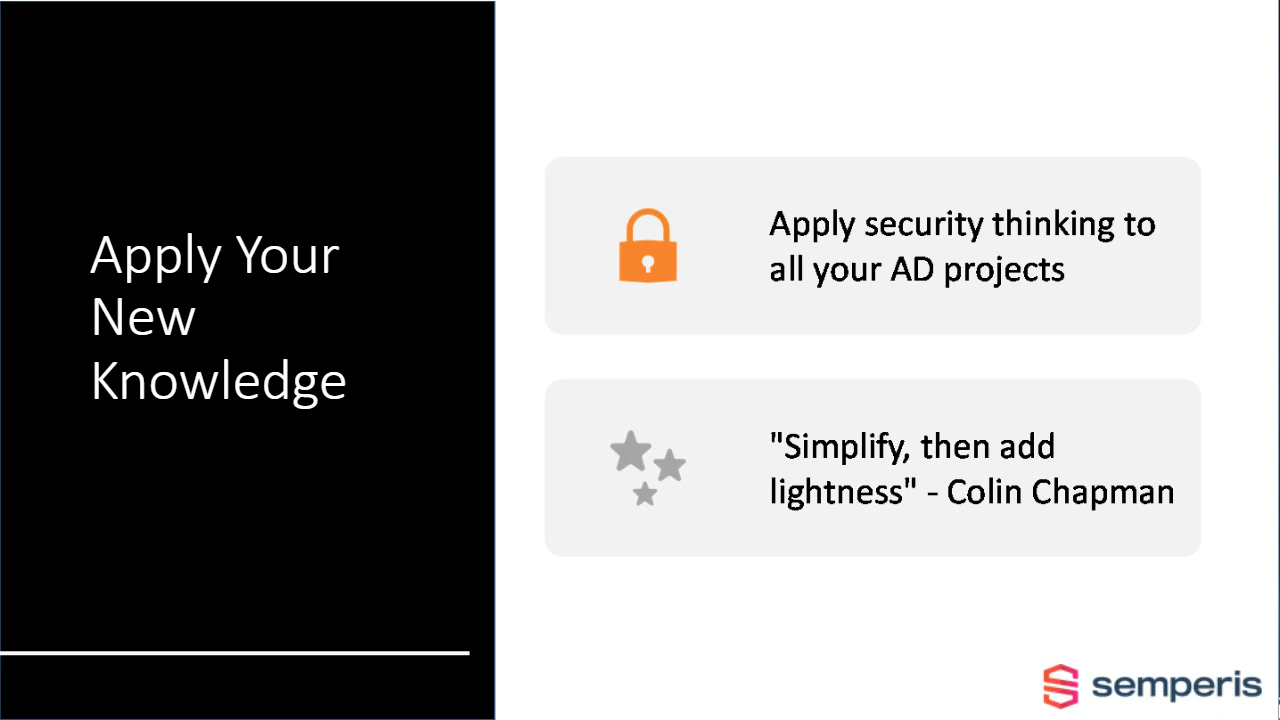 Apply Your
New
Knowledge
Apply security thinking to
all your AD projects
"Simplify, then add
lightness" - Colin Chapman
semperis